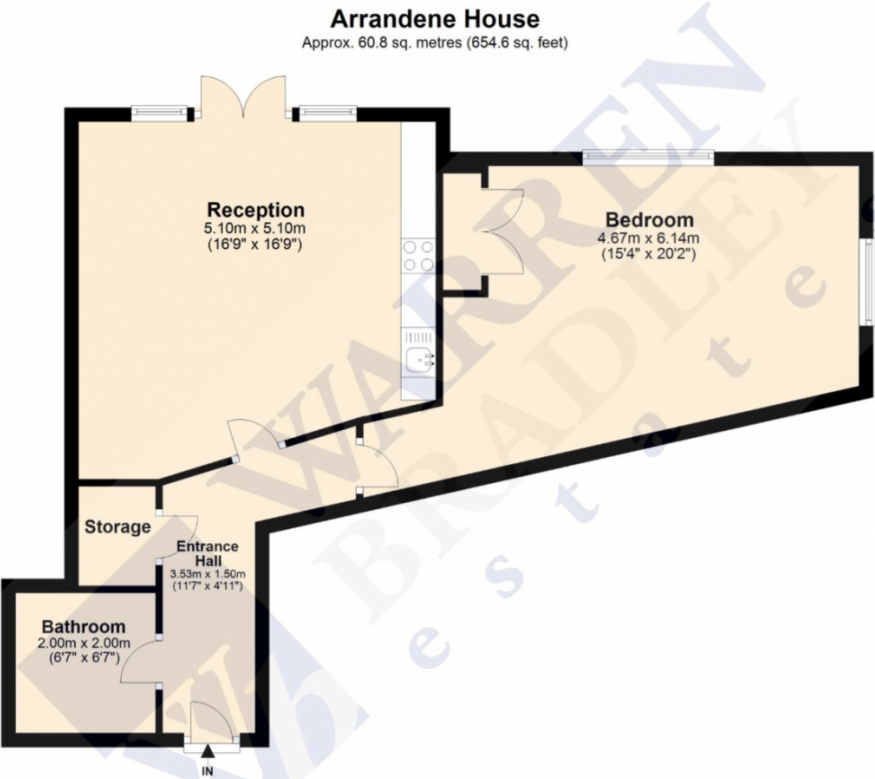 Arrandene House
Approx. 60.8 sq. metres (654.6 sq. feet)
Reception
5.10m x 5.10m
(16'9" x 16'9")
Bedroom
4.67m x 6.14m
(15'4" x 20'2")
Storage
Entrance
Hall
3.53m x 1.50m
(11'7" x 4'11")
Bathroom
2.00m x 2.00m
(6'7" x 6'7")
IN
WARREN
BRADLEY
estate